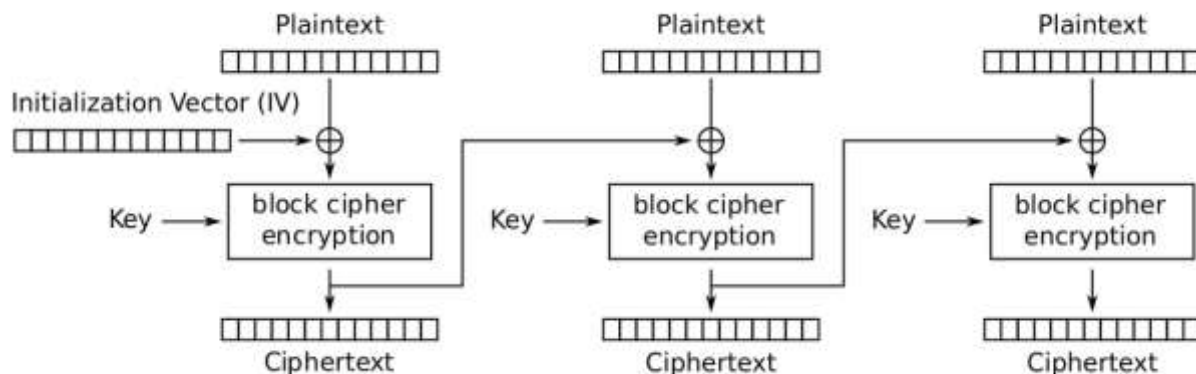 Plaintext
Plaintext
Plaintext
Initialization Vector (IV)
Key
block cipher
encryption
Key
block cipher
encryption
Key
block cipher
encryption
Ciphertext
Ciphertext
Ciphertext